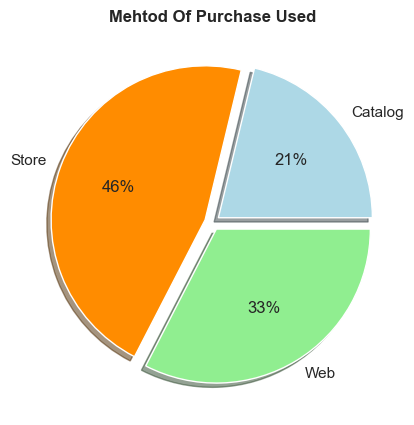 Mehtod Of Purchase Used
Catalog
21%
Store
46%
33%
Web